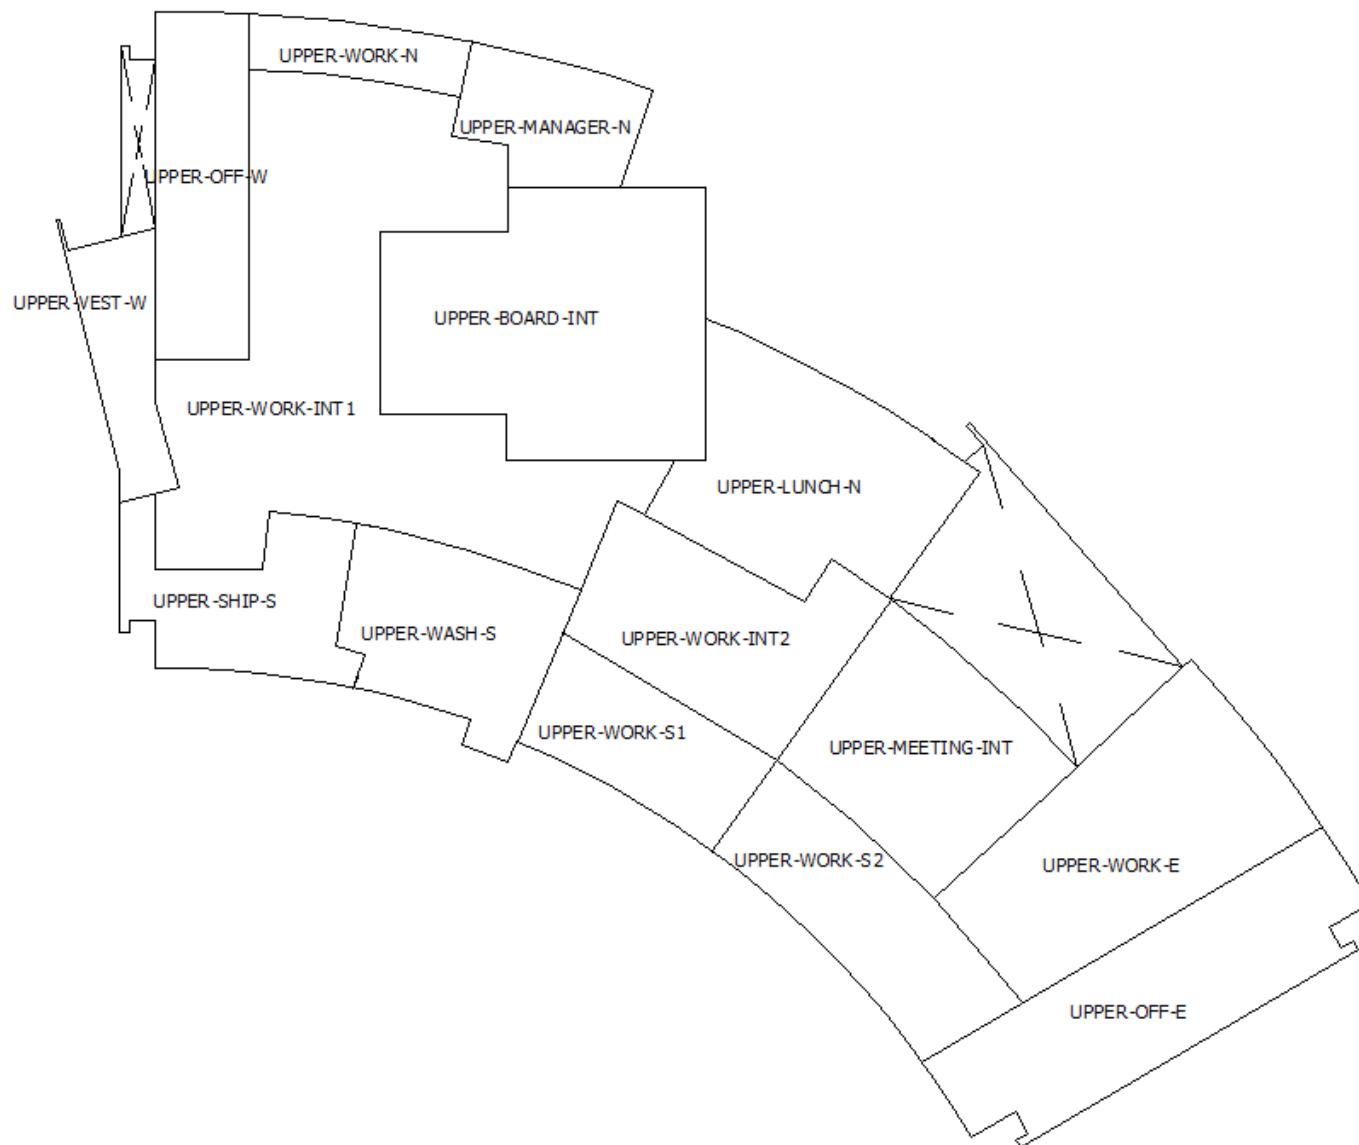 UPPER-WORK-N
UPPER-MANAGER-N
UPPER-OFF-W
UPPER-VEST-W
UPPER-BOARD-INT
UPPER-WORK-INT1
UPPER-LUNCH-N
UPPER-SHIP-S
UPPER-WASH-S
UPPER-WORK-INT2
UPPER-WORK-S1
UPPER-MEETING-INT
UPPER-WORK-S2
UPPER-WORK-E
UPPER-OFF-E